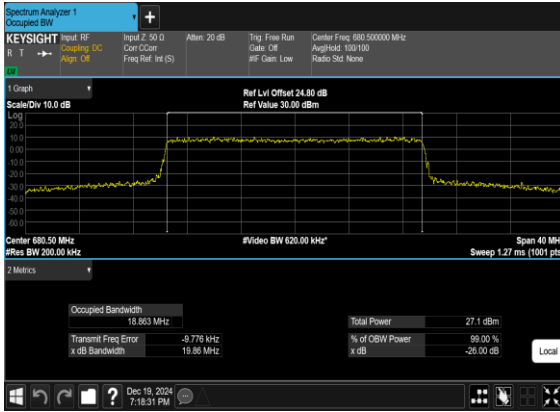 Spectrum Analyzer 1
Occupied BW
+
KEYSIGHT
R T
Input: RF
Coupling: DC
Align: Off
Input Z: 50 Ω
Corr CCorr
Freq Ref: Int (S)
Atten: 20 dB
Trig: Free Run
Gate: Off
#IF Gain: Low
Center Freq: 680.500000 MHz
Avg|Hold: 100/100
Radio Std: None
1 Graph
Scale/Div 10.0 dB
Ref Lvl Offset 24.80 dB
Ref Value 30.00 dBm
Log
20.0
10.0
0.00
-10.0
-20.0
-30.0
-40.0
-50.0
-60.0
Center 680.50 MHz
#Res BW 200.00 kHz
#Video BW 620.00 kHz*
Span 40 MH
Sweep 1.27 ms (1001 pts
2 Metrics
Occupied Bandwidth
18.863 MHz
Transmit Freq Error -9.776 kHz
x dB Bandwidth 19.86 MHz
Total Power 27.1 dBm
% of OBW Power 99.00 %
x dB -26.00 dB
Local
?
Dec 19, 2024
7:18:31 PM